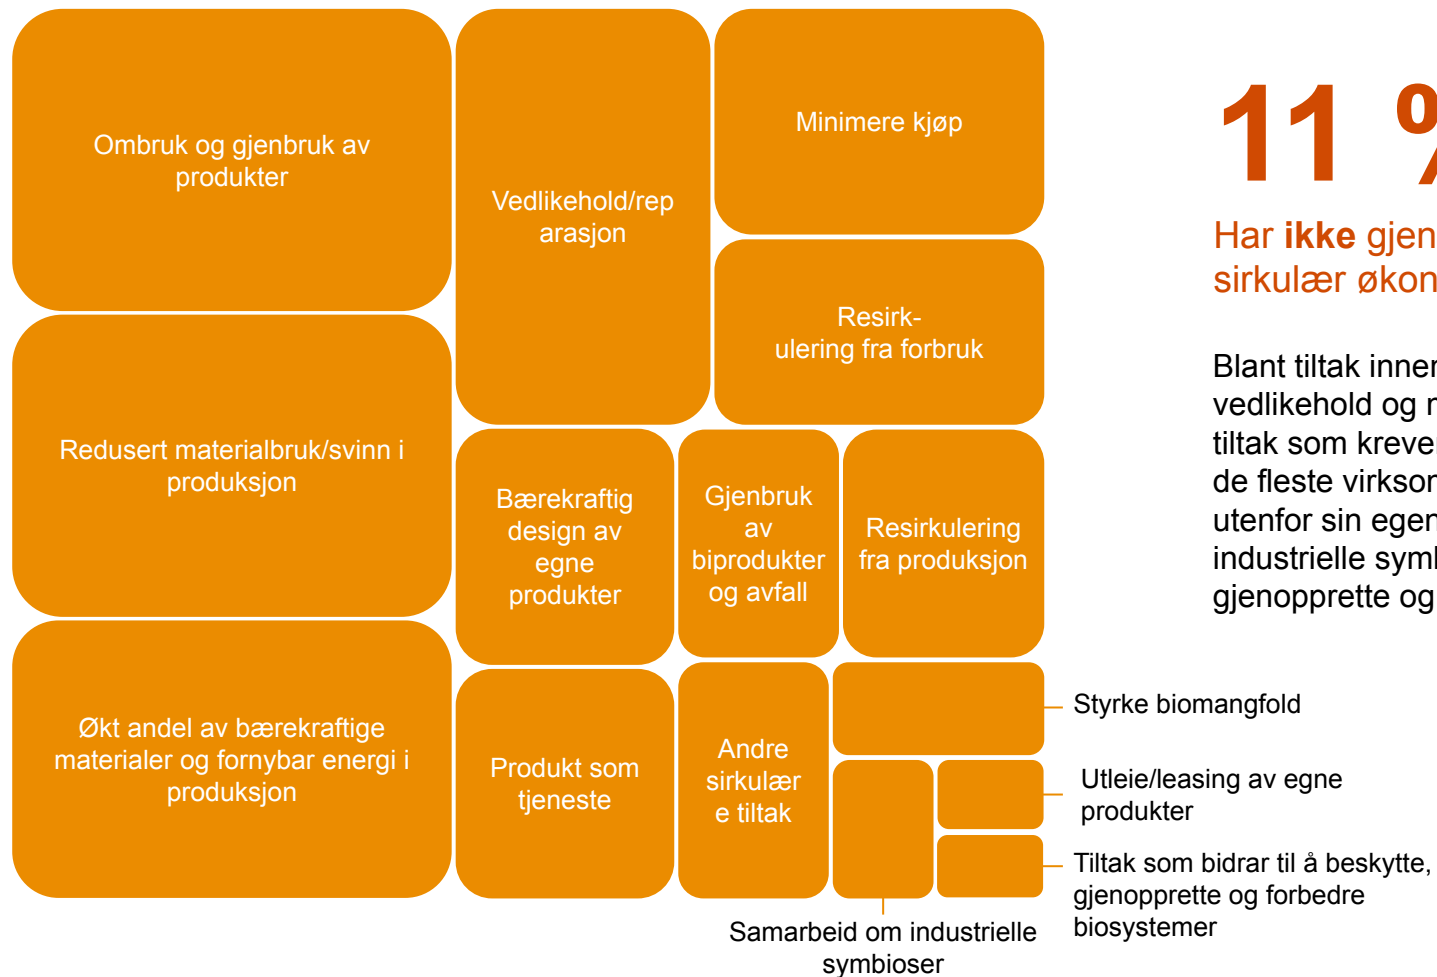 Ombruk og gjenbruk av
produkter
Vedlikehold/rep
arasjon
Minimere kjøp
Resirk-
ulering fra forbruk
Redusert materialbruk/svinn i
produksjon
Bærekraftig
design av
egne
produkter
Gjenbruk
av
biprodukter
og avfall
Resirkulering
fra produksjon
Økt andel av bærekraftige
materialer og fornybar energi i
produksjon
Produkt som
tjeneste
Andre
sirkulær
e tiltak
Styrke biomangfold
Utleie/leasing av egne
produkter
Tiltak som bidrar til å beskytte,
gjenopprette og forbedre
biosystemer
Samarbeid om industrielle
symbioser
11 %
Har ikke
sirkulær
Blant tiltak
vedlikehold og
tiltak som
de fleste
utenfor sin
industrielle
gjenopprette og